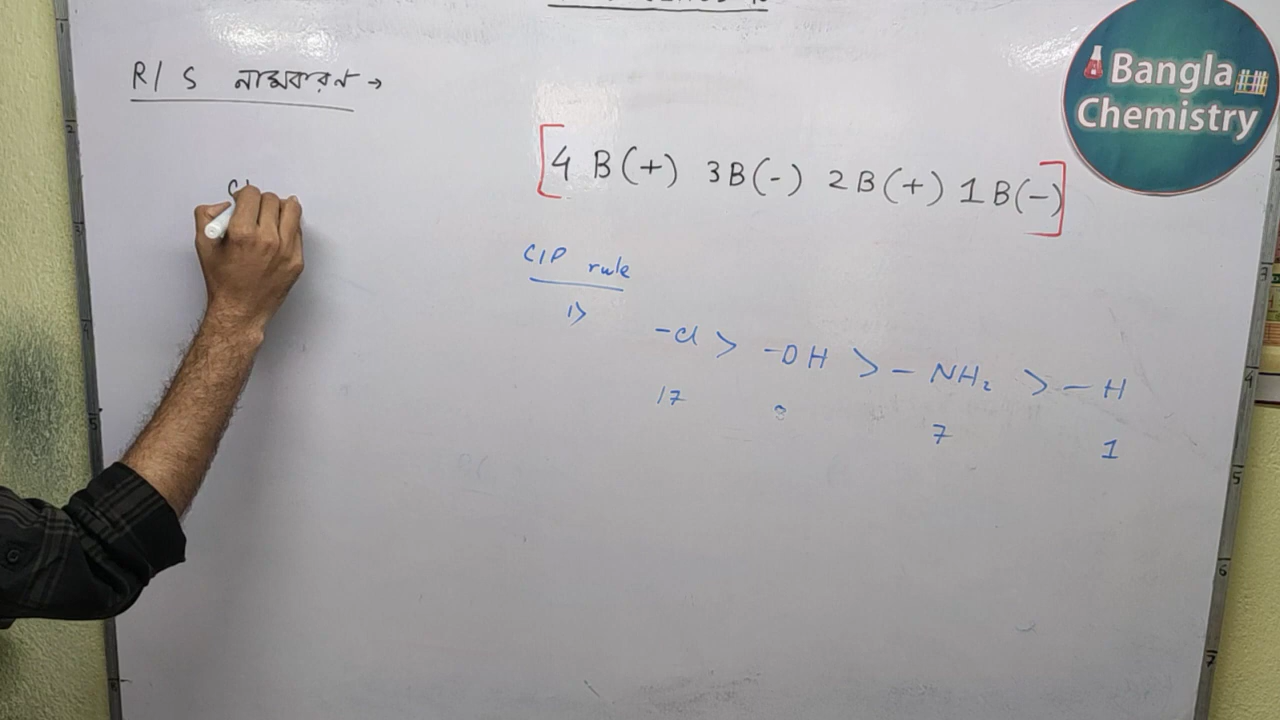 R/S নামকরণ →
Bangla
Chemistry
[4 B(+) 3B(-) 2B(+) 1B(-)]
CIP rule
1>
-Cl > -OH > -NH₂ > -H
17 8 7 1